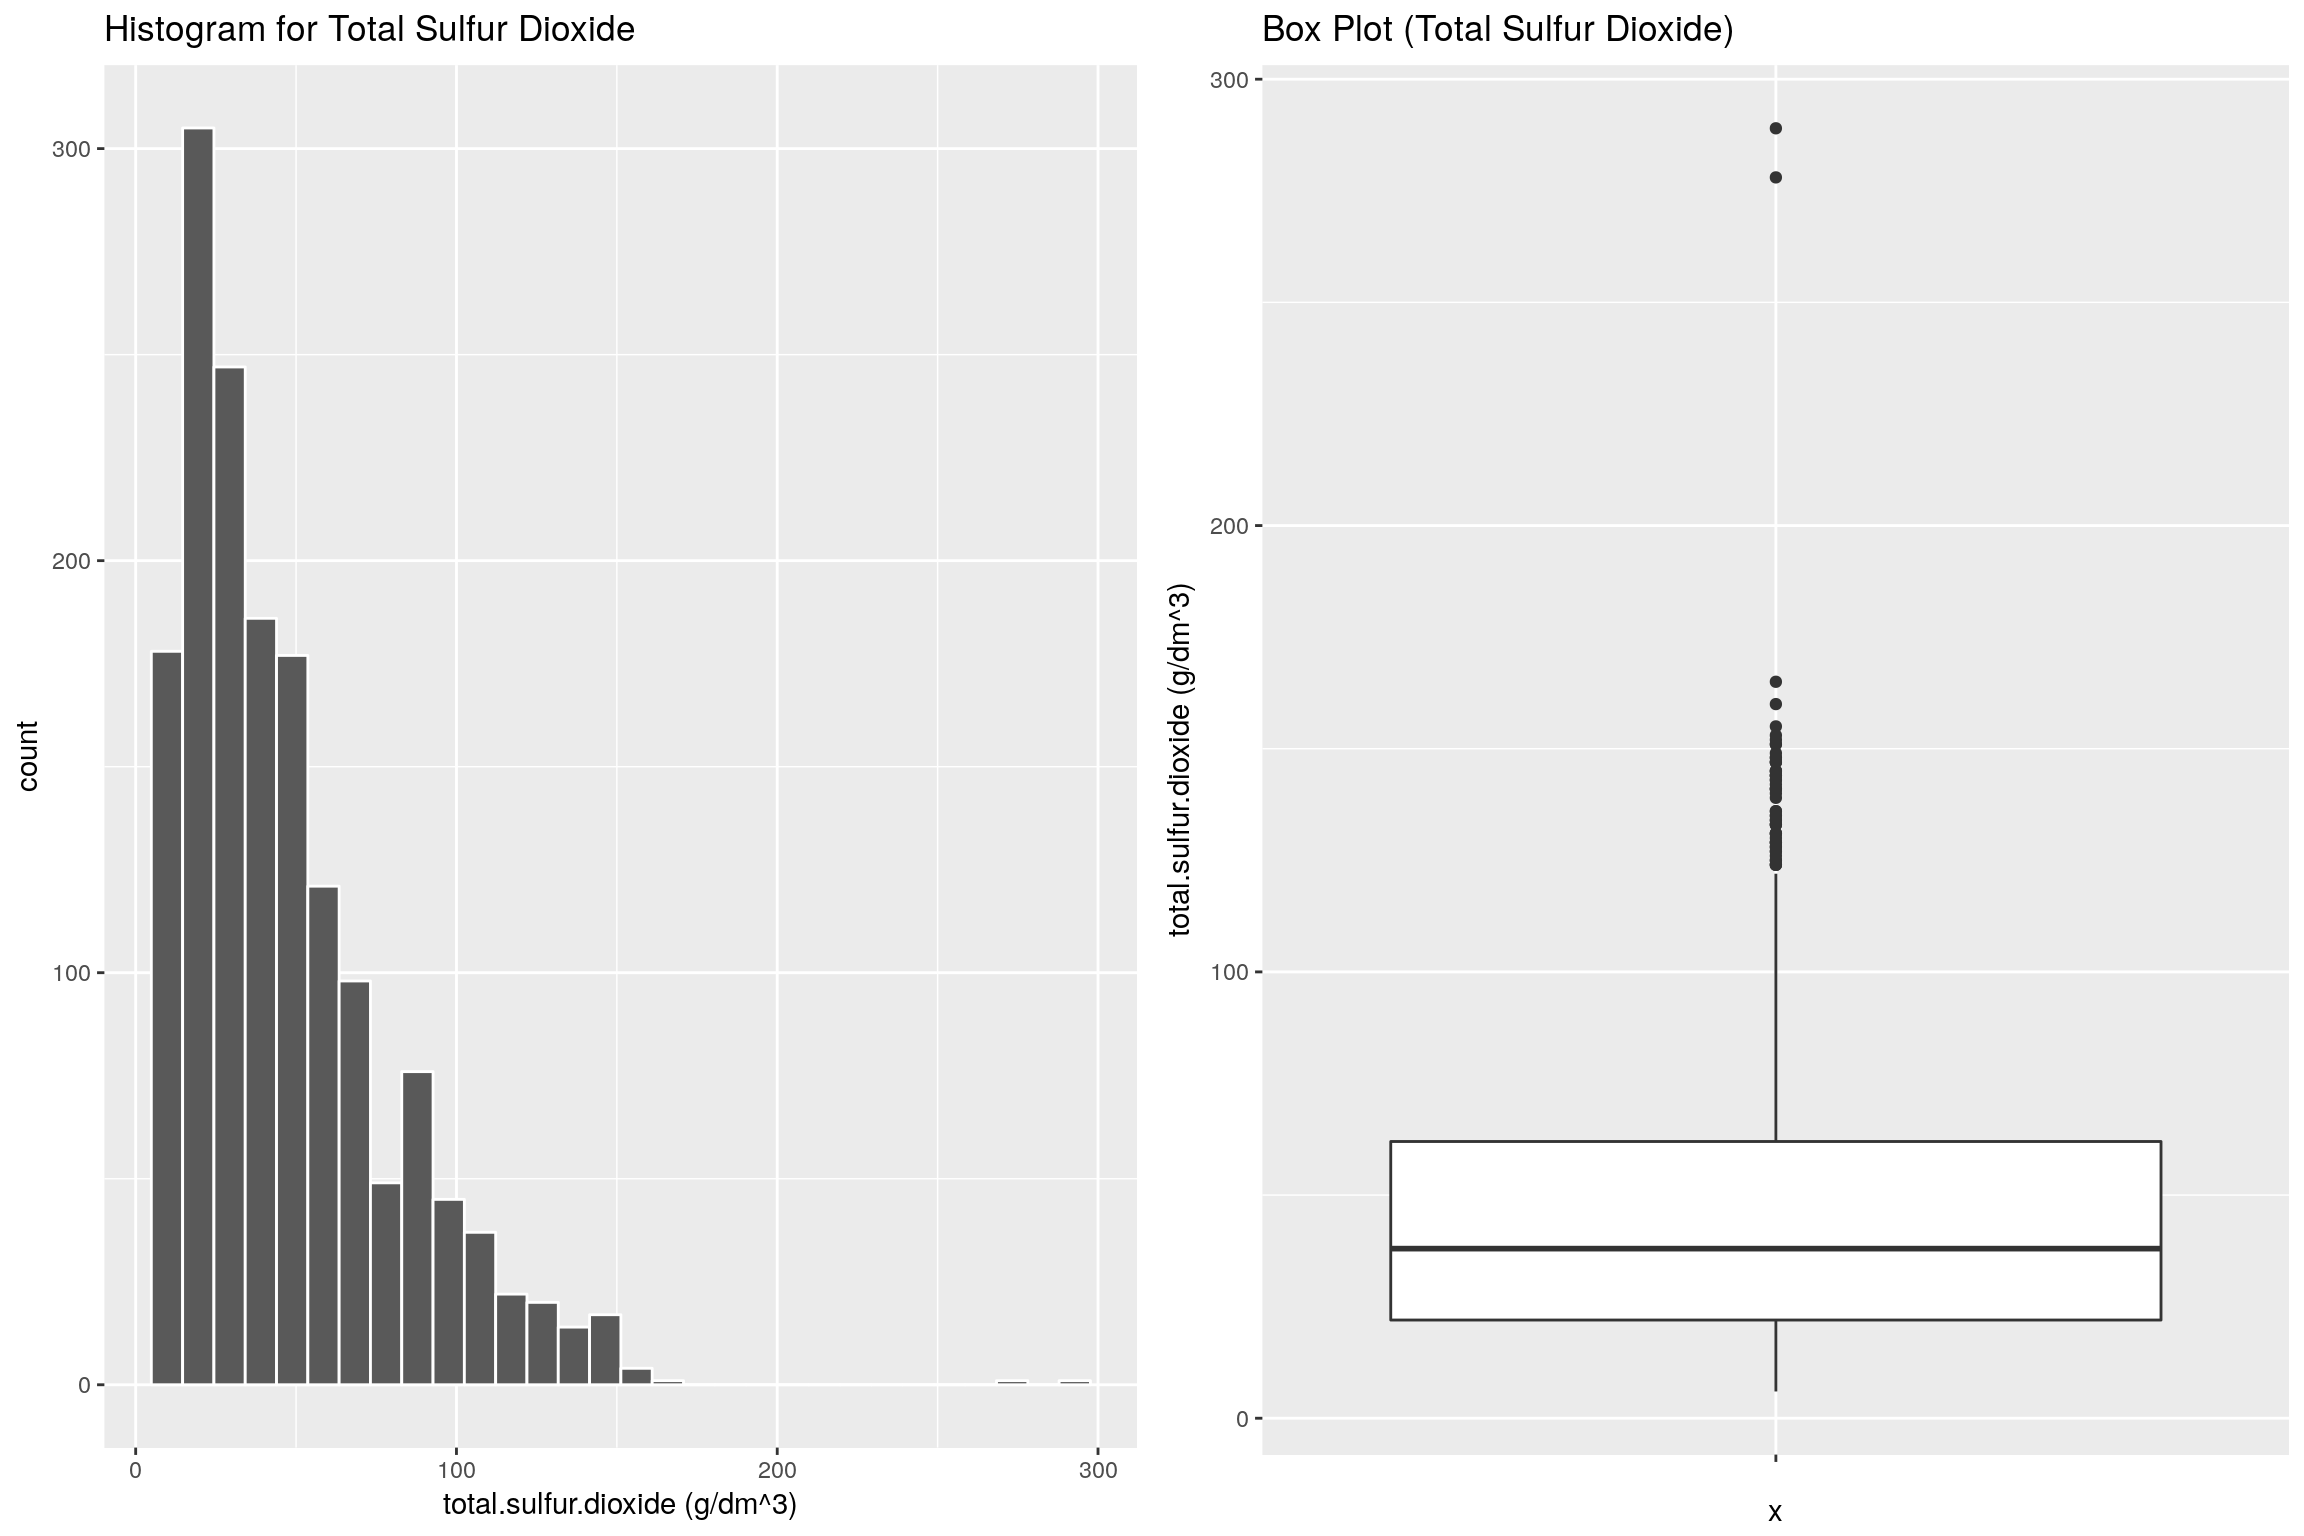 Histogram for Total Sulfur Dioxide
300
200
100
0
count
0 100 200 300
total.sulfur.dioxide (g/dm^3)
Box Plot (Total Sulfur Dioxide)
300
200
100
0
total.sulfur.dioxide (g/dm^3)
x